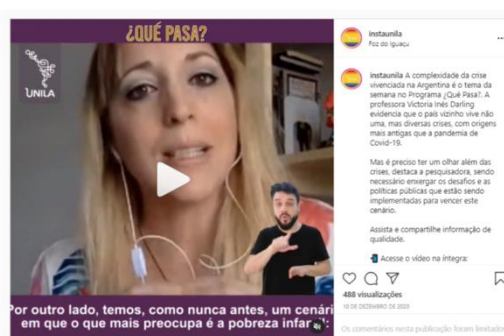 ¿QUÉ PASA?
UNILA
Por outro lado, temos, como nunca antes, um cenário
em que o que mais preocupa é a pobreza infantil:
instaunila
Foz do Iguaçu
instaunila A complexidade da crise
vivenciada na Argentina é o tema da
semana no Programa ¿Qué Pasa?. A
professora Victoria Inés Darling
evidencia que o país vizinho vive não
uma, mas diversas crises, com origens
mais antigas que a pandemia de
Covid-19.
Mas é preciso ter um olhar além das
crises, destaca a pesquisadora, sendo
necessário enxergar os desafios e as
políticas públicas que estão sendo
implementadas para vencer este
cenário.
Assista e compartilhe informação de
qualidade.
Acesse o vídeo na íntegra:
488 visualizações
10 DE DEZEMBRO DE 2020
Os comentários nesta publicação foram limitados